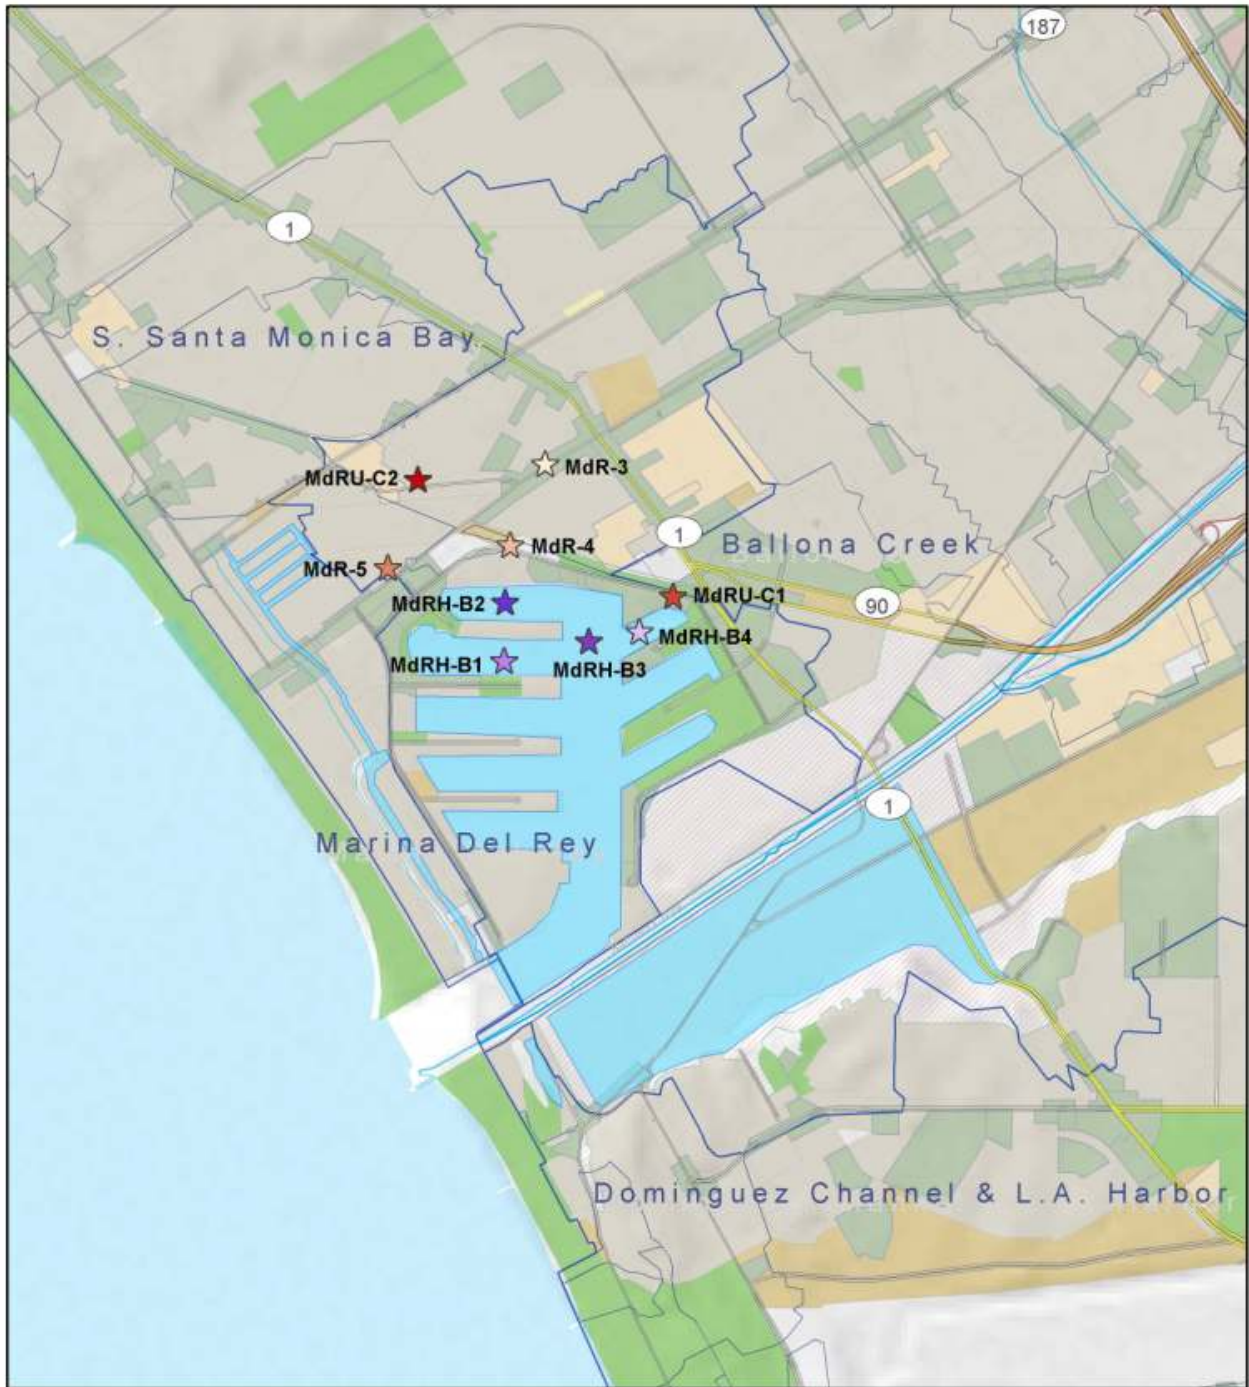 187
1
S. Santa Monica Bay
MdR-3
MdRU-C2
1
Ballona Creek
MdR-4
MdR-5
MdRU-C1
MdRH-B2
90
MdRH-B4
MdRH-B3
MdRH-B1
1
Marina Del Rey
Dominguez Channel & L.A. Harbor